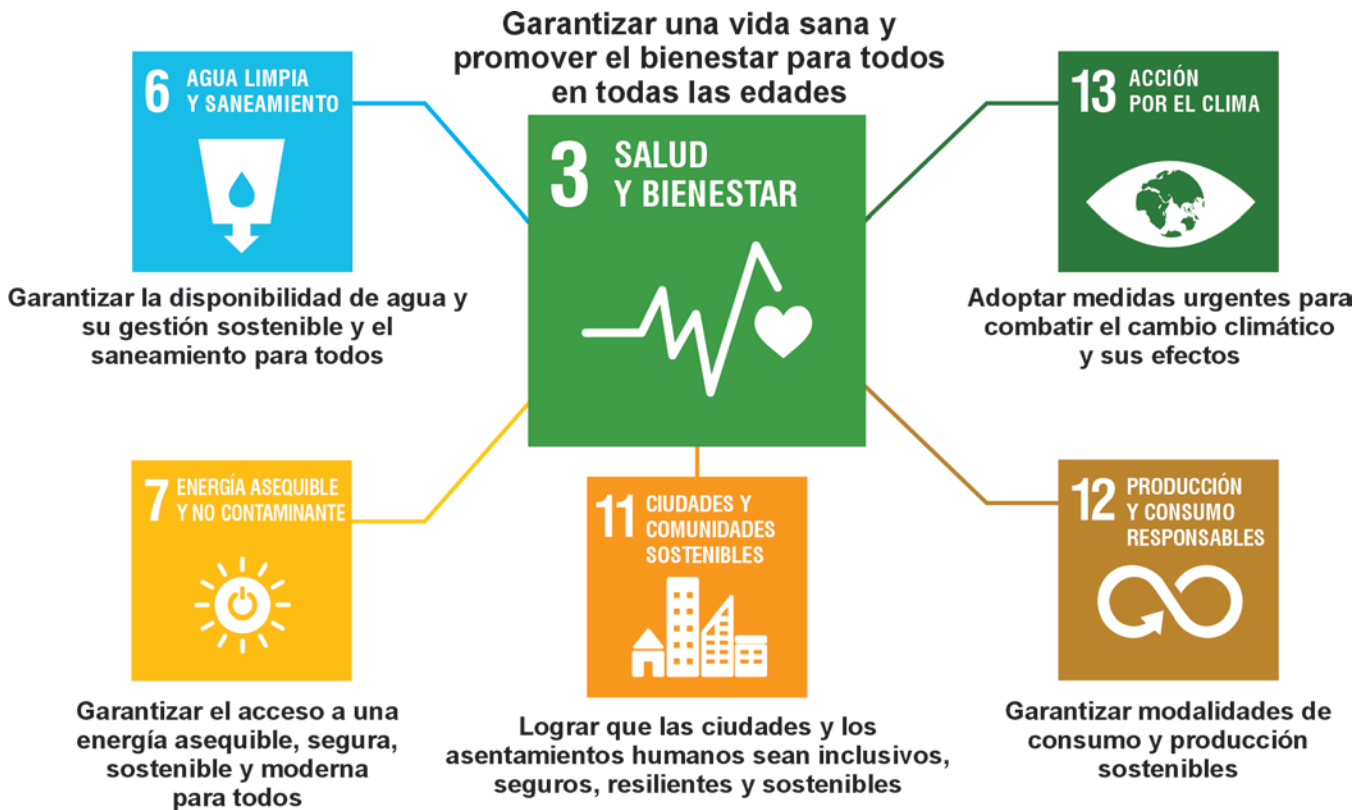 Garantizar una vida sana y
promover el bienestar para todos
en todas las edades
6 AGUA LIMPIA
Y SANEAMIENTO
Garantizar la disponibilidad de agua y
su gestión sostenible y el
saneamiento para todos
3 SALUD
Y BIENESTAR
13 ACCIÓN
POR EL CLIMA
Adoptar medidas urgentes para
combatir el cambio climático
y sus efectos
7 ENERGÍA ASEQUIBLE
Y NO CONTAMINANTE
Garantizar el acceso a una
energía asequible, segura,
sostenible y moderna
para todos
11 CIUDADES Y
COMUNIDADES
SOSTENIBLES
Lograr que las ciudades y los
asentamientos humanos sean inclusivos,
seguros, resilientes y sostenibles
12 PRODUCCIÓN
Y CONSUMO
RESPONSABLES
Garantizar modalidades de
consumo y producción
sostenibles